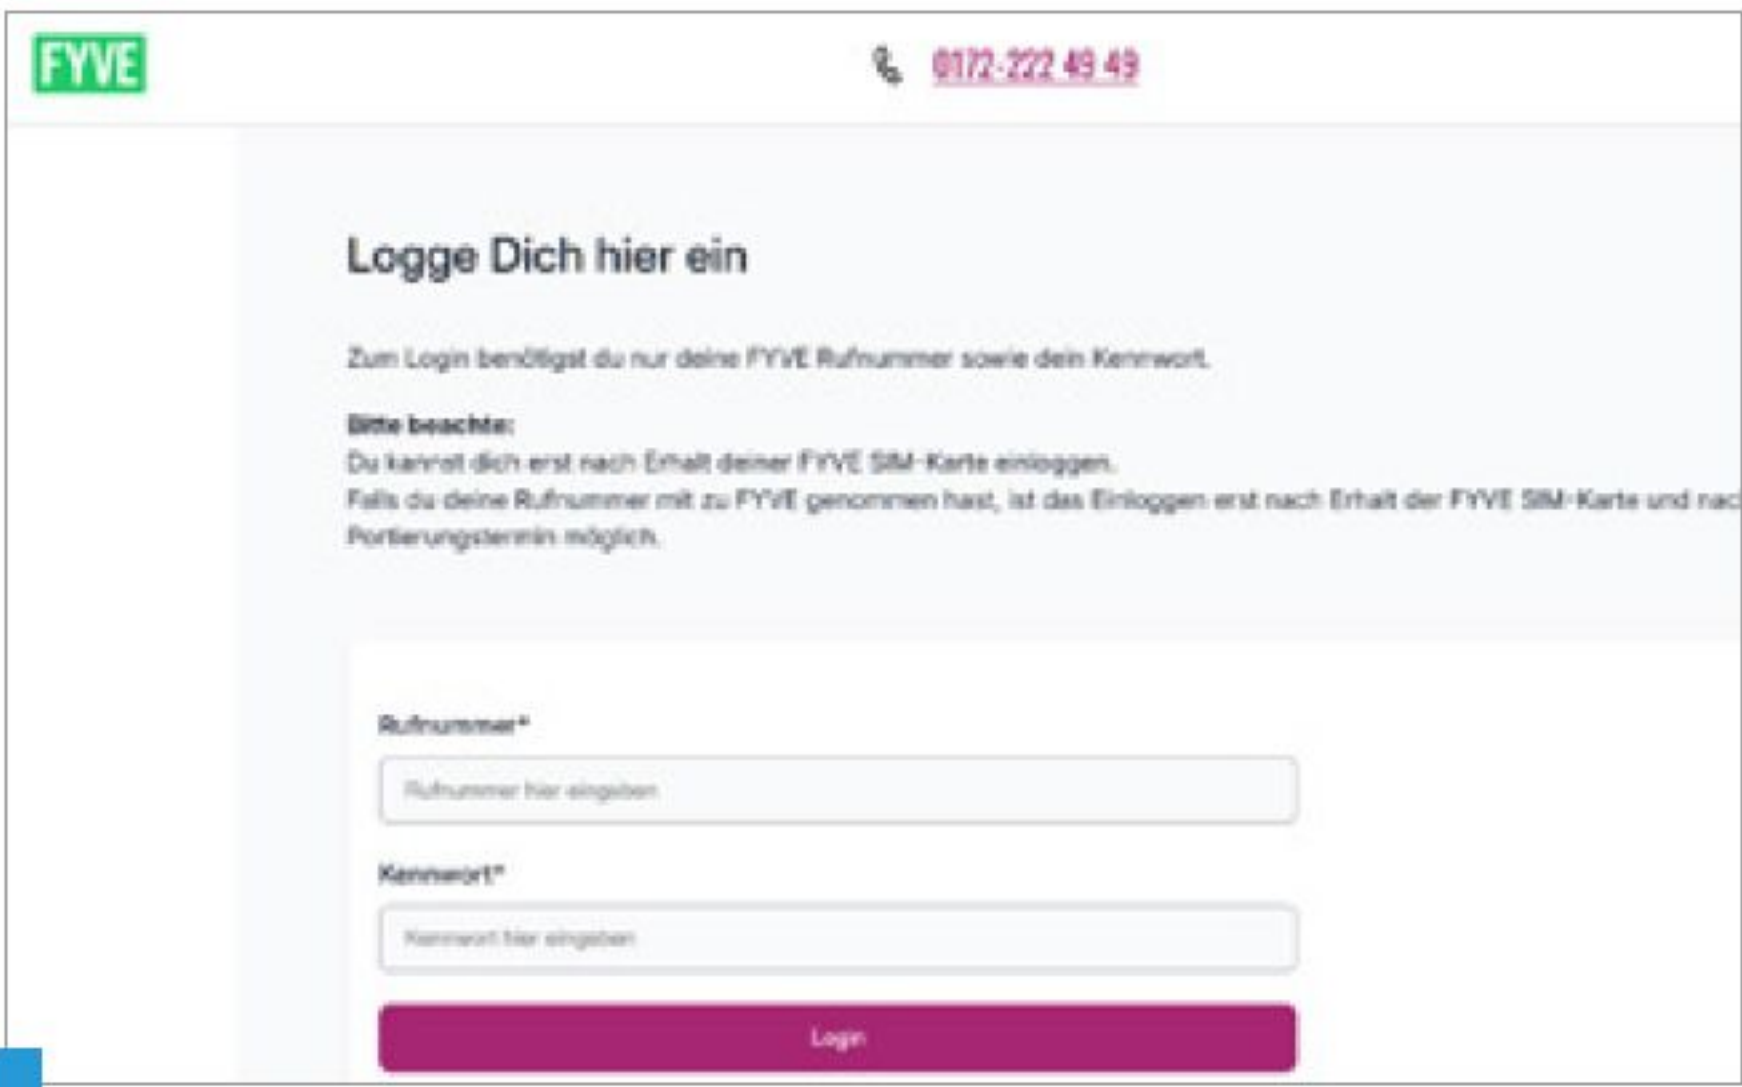 FYVE
0172-222 49 49
Logge Dich hier ein
Zum Login benötigst du nur deine FYVE Rufnummer sowie dein Kennwort.
Bitte beachte:
Du kannst dich erst nach Erhalt deiner FYVE SIM-Karte einloggen.
Falls du deine Rufnummer mit zu FYVE genommen hast, ist das Einloggen erst nach Erhalt der FYVE SIM-Karte und nac
Portierungstermin möglich.
Rufnummer*
Rufnummer hier eingeben
Kennwort*
Kennwort hier eingeben
Login